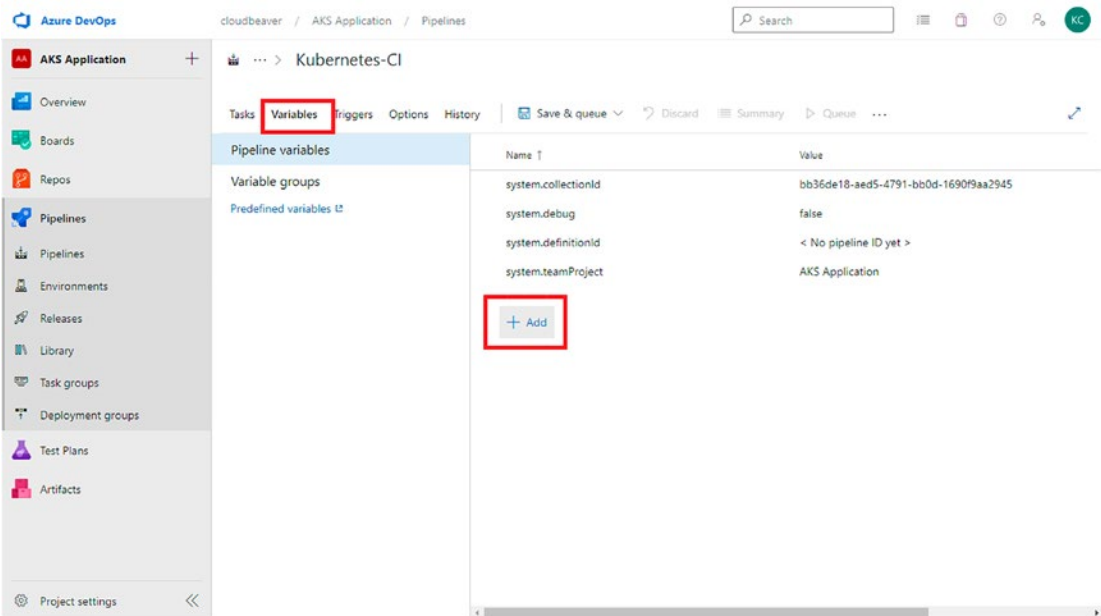 Azure DevOps
cloudbeaver / AKS Application / Pipelines
Search
KC
AA AKS Application
Kubernetes-CI
Overview
Boards
Repos
Pipelines
Pipelines
Environments
Releases
Library
Task groups
Deployment groups
Test Plans
Artifacts
Project settings
Tasks Variables Triggers Options History Save & queue Discard Summary Queue ...
Pipeline variables
Variable groups
Predefined variables
Name ↑ Value
system.collectionId bb36de18-aed5-4791-bb0d-1690f9aa2945
system.debug false
system.definitionId < No pipeline ID yet >
system.teamProject AKS Application
+ Add